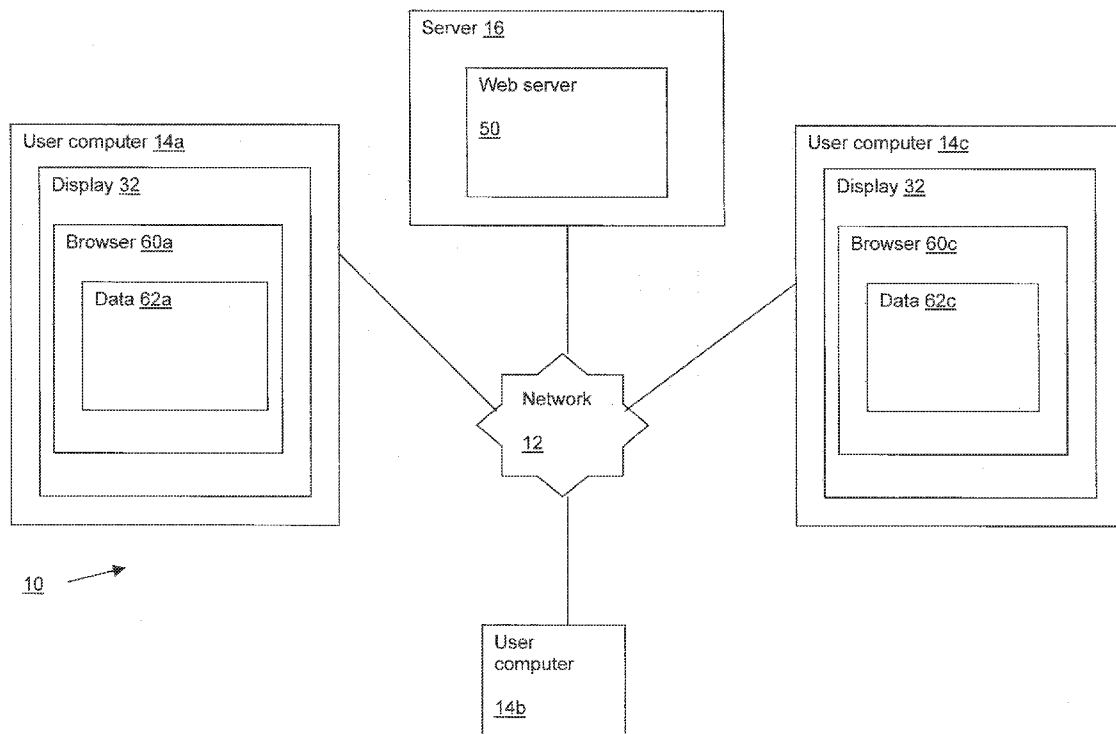 Server 16
Web server
50
User computer 14a
Display 32
Browser 60a
Data 62a
User computer 14c
Display 32
Browser 60c
Data 62c
Network
12
10
User
computer
14b